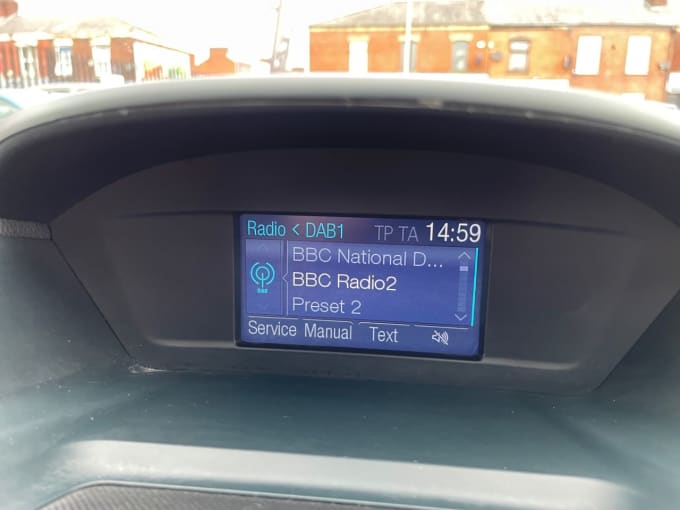 Radio < DAB1 TP TA 14:59
BBC National D...
BBC Radio2
Preset 2
Service Manual Text